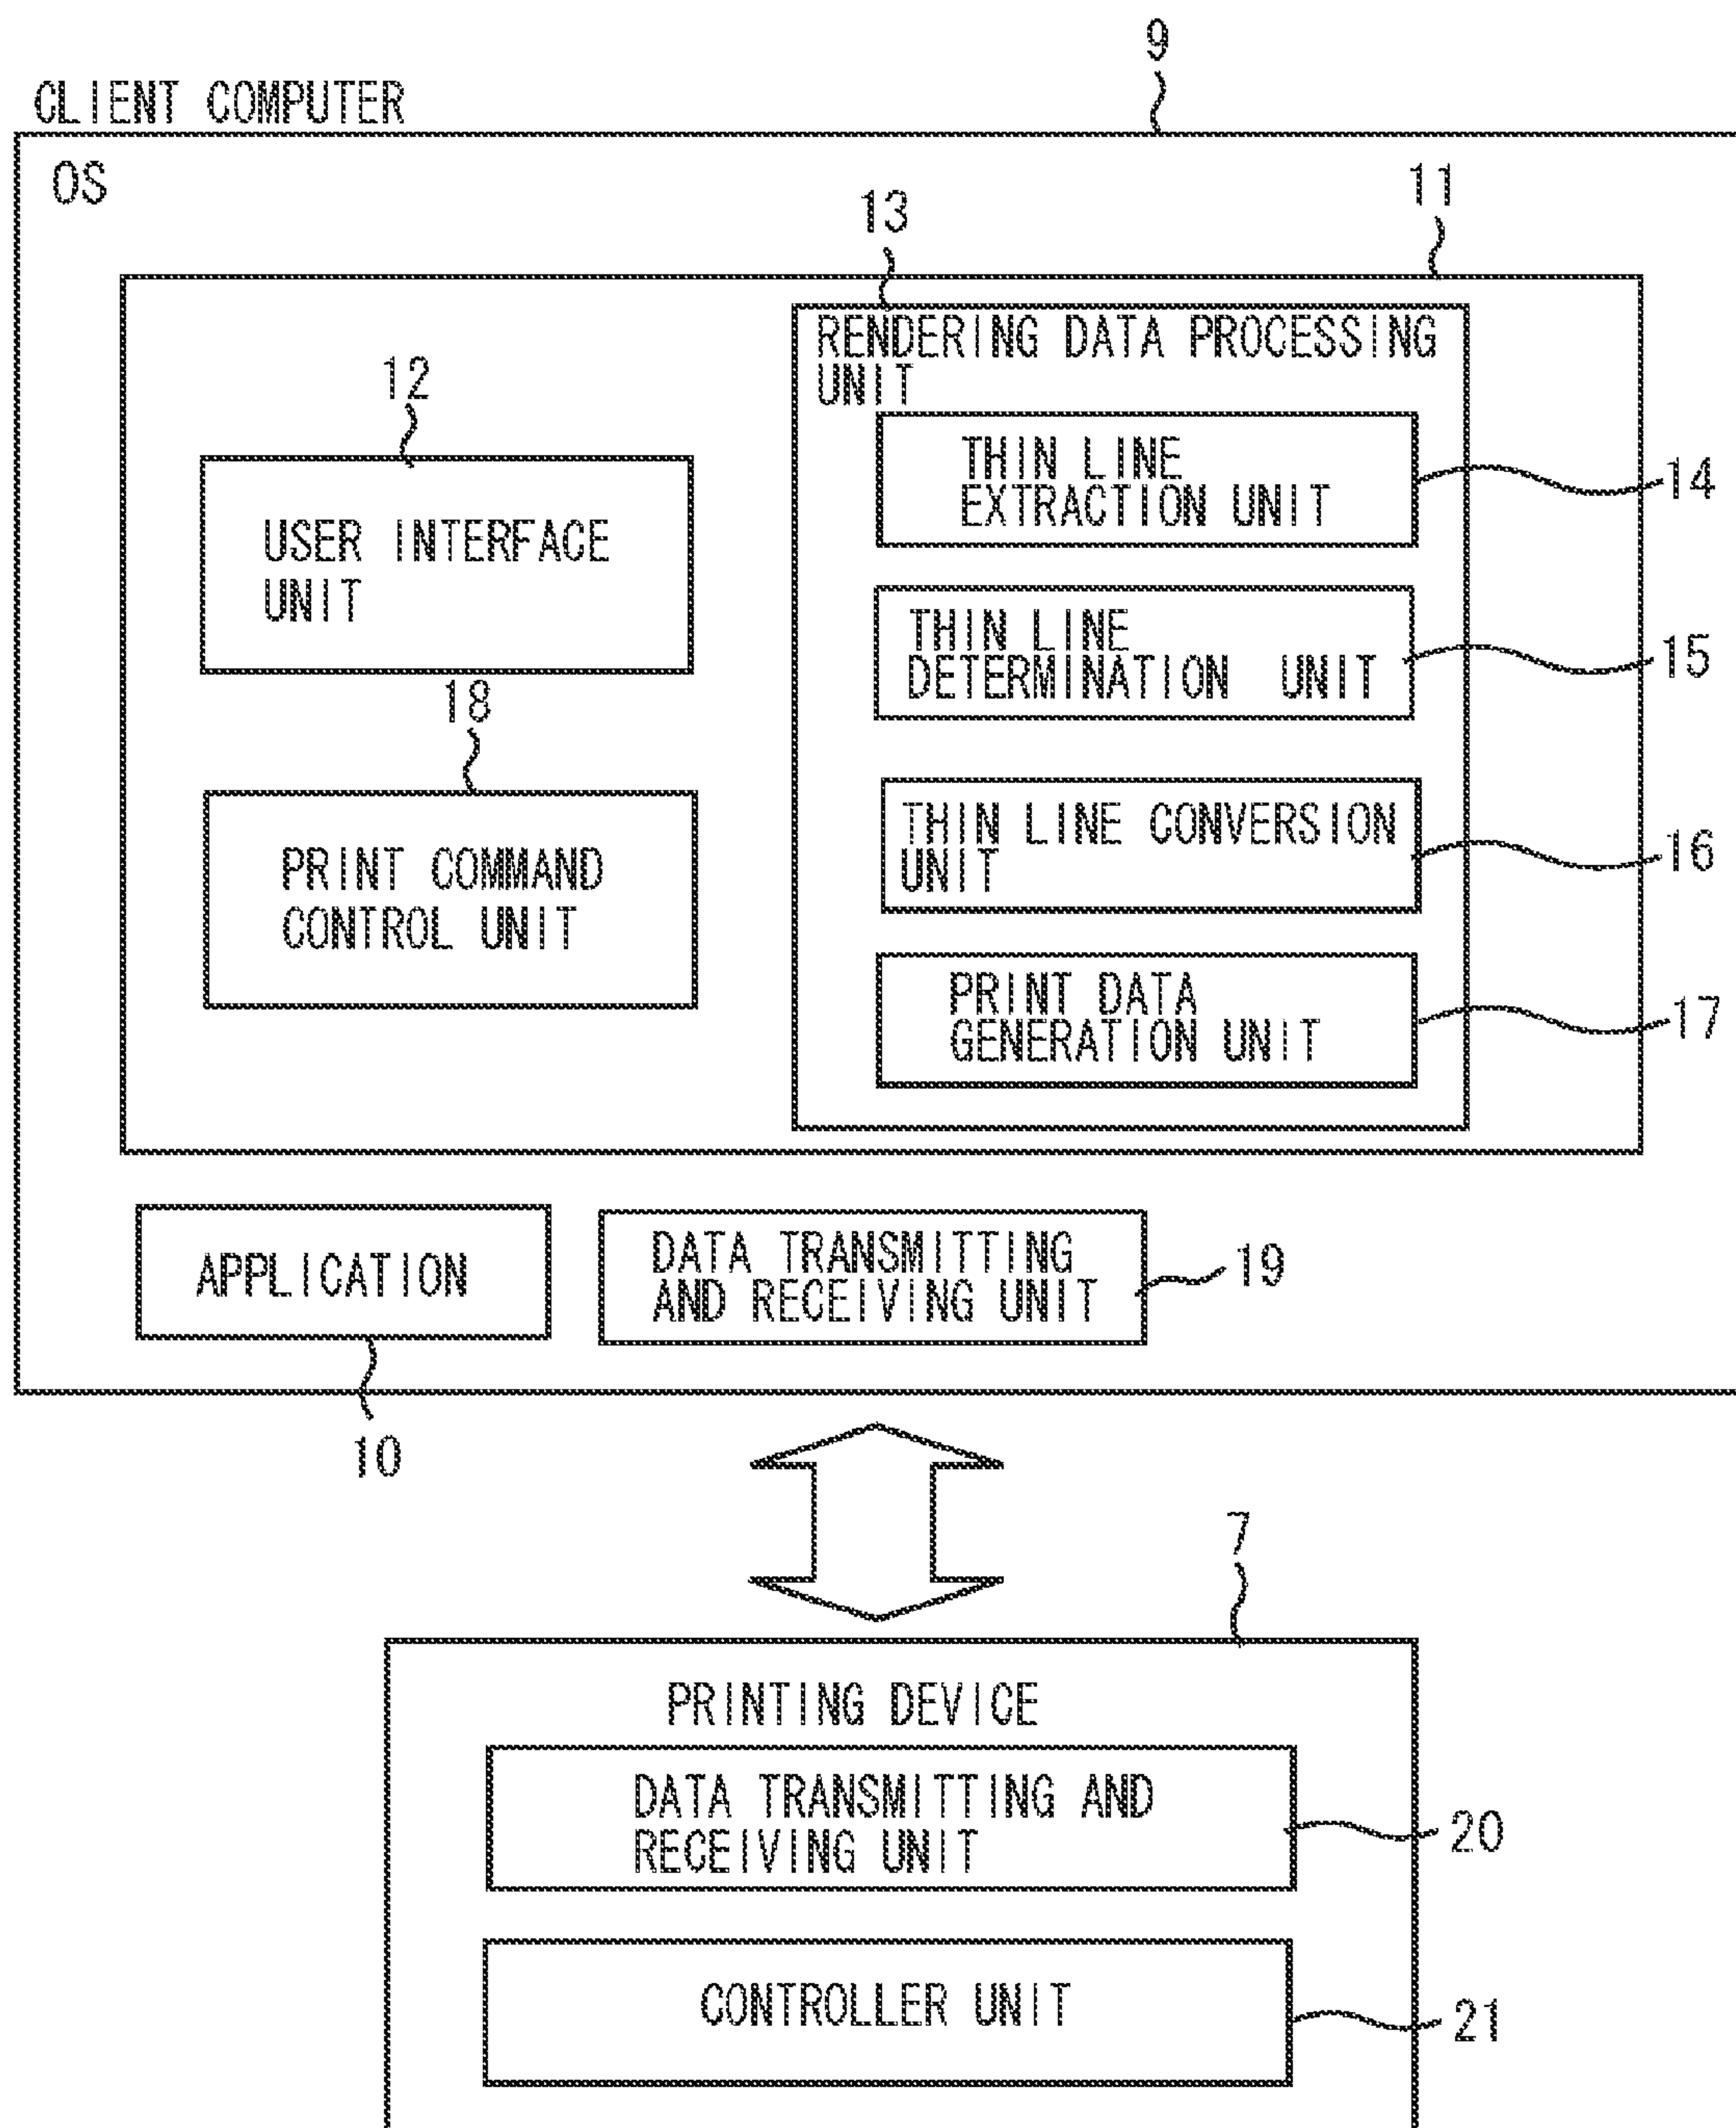 9
CLIENT COMPUTER
OS
11
13
RENDERING DATA PROCESSING
UNIT
12
THIN LINE
EXTRACTION UNIT
14
USER INTERFACE
UNIT
THIN LINE
DETERMINATION UNIT
15
18
THIN LINE CONVERSION
UNIT
16
PRINT COMMAND
CONTROL UNIT
PRINT DATA
GENERATION UNIT
17
APPLICATION
DATA TRANSMITTING
AND RECEIVING UNIT
19
10
7
PRINTING DEVICE
DATA TRANSMITTING AND
RECEIVING UNIT
20
CONTROLLER UNIT
21